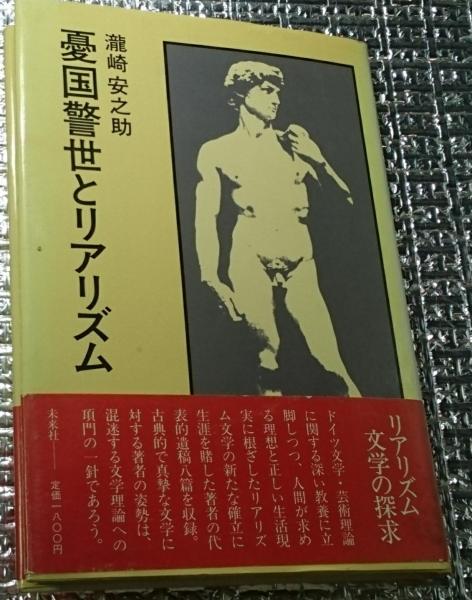 瀧崎安之助
憂国警世とリアリズム
リアリズム
文学の探求
ドイツ文学・芸術理論
に関する深い教養に立
脚しつつ、人間が求め
る理想と正しい生活現
実に根ざしたリアリズ
ム文学の新たな確立に
生涯を賭した著者の代
表的遺稿八篇を収録。
古典的で真摯な文学に
対する著者の姿勢は、
混迷する文学理論への
頂門の一針であろう。
未来社——定価一八〇〇円